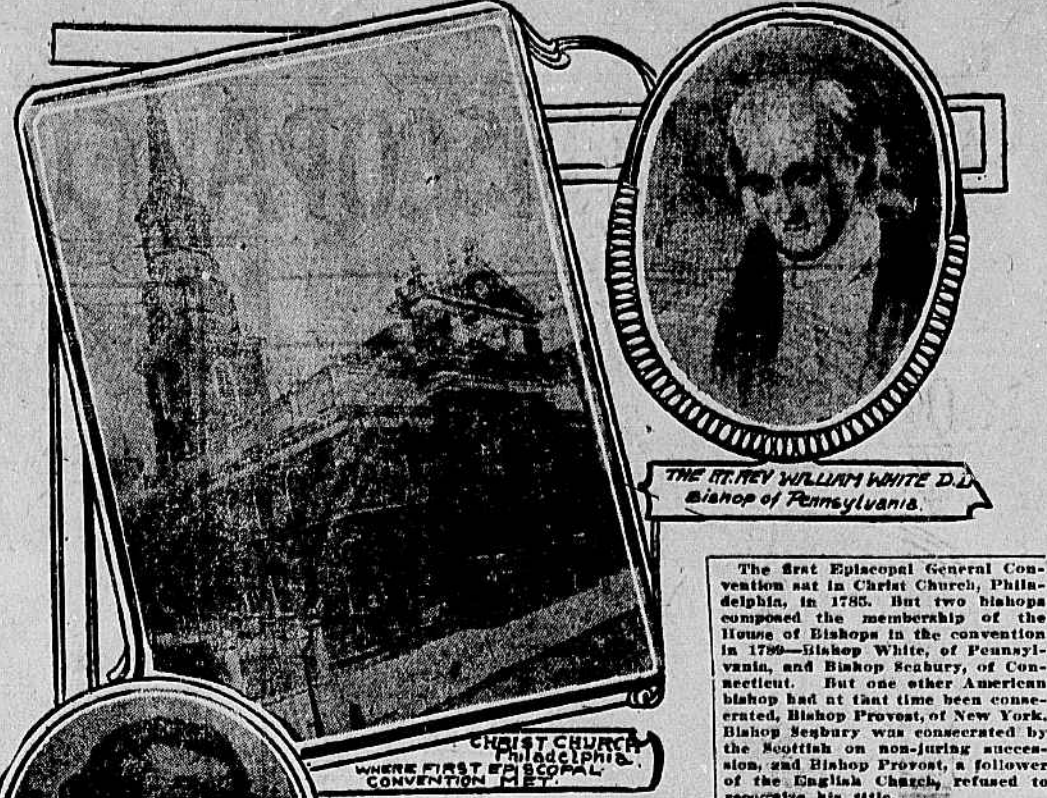 THE RT. REV WILLIAM WHITE D.D
Bishop of Pennsylvania.
The first Episcopal General Con-
vention sat in Christ Church, Phila-
delphia, in 1785. But two bishops
composed the membership of the
House of Bishops in the convention
in 1789—Bishop White, of Pennsyl-
vania, and Bishop Seabury, of Con-
necticut. But one other American
bishop had at that time been conse-
crated, Bishop Provost, of New York.
Bishop Seabury was consecrated by
the Scottish on non-juring succes-
sion, and Bishop Provost, a follower
of the English Church, refused to
recognize his title
CHRIST CHURCH
Philadelphia.
WHERE FIRST EPISCOPAL
CONVENTION MET.